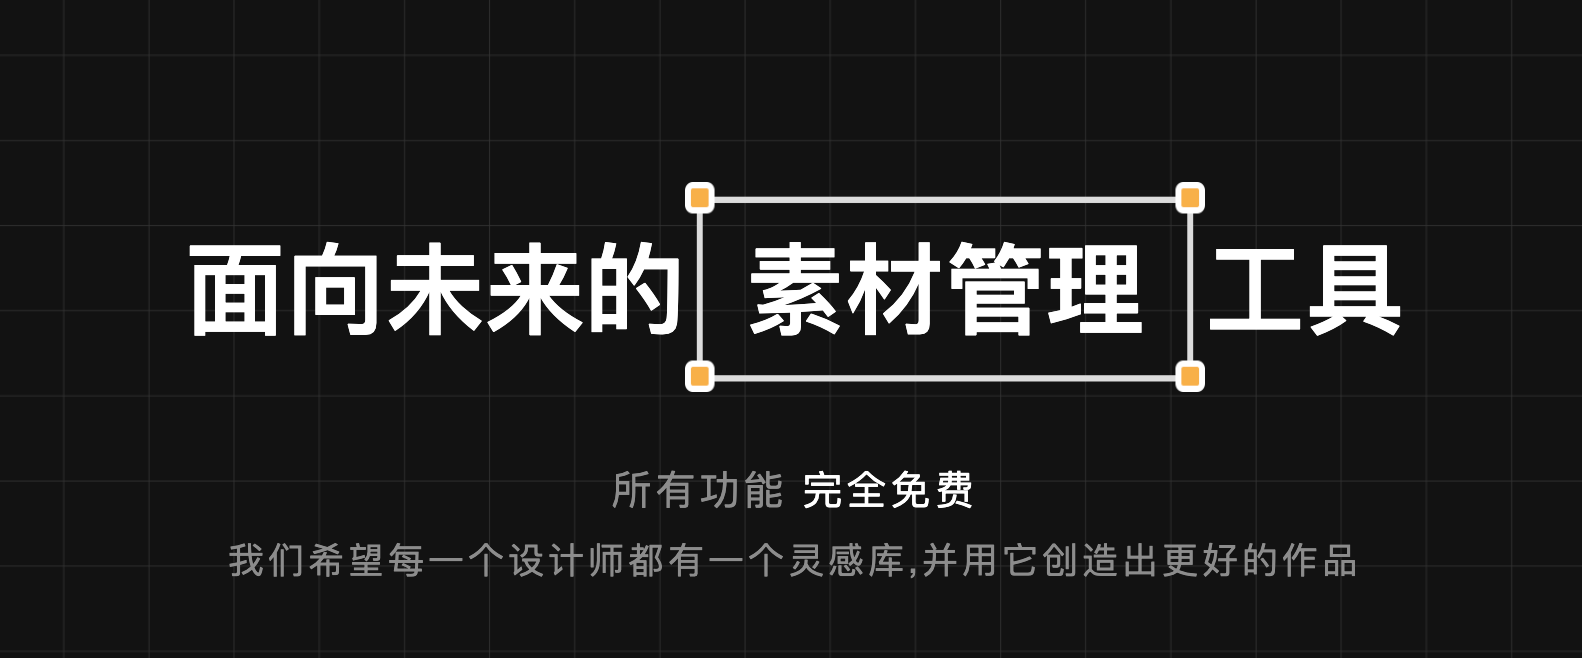 面向未来的 素材管理 工具
所有功能 完全免费
我们希望每一个设计师都有一个灵感库,并用它创造出更好的作品